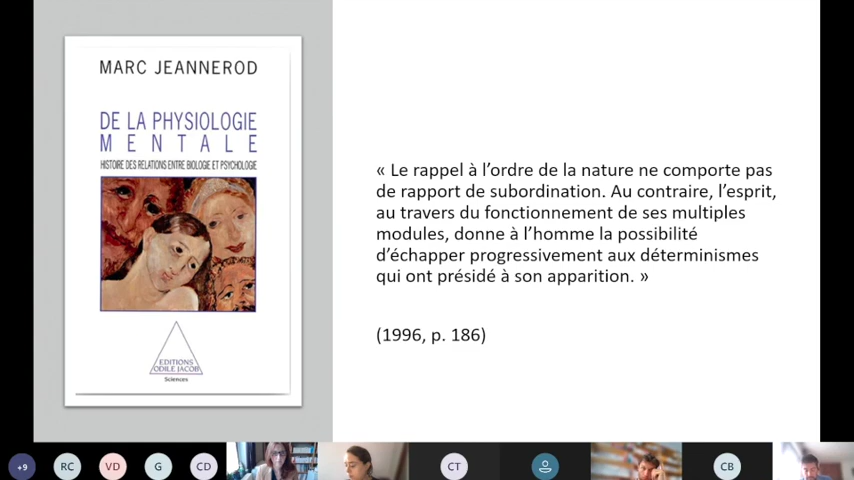 MARC JEANNEROD
DE LA PHYSIOLOGIE
MENTALE
HISTOIRE DES RELATIONS ENTRE BIOLOGIE ET PSYCHOLOGIE
EDITIONS
ODILE JACOB
Sciences
« Le rappel à l’ordre de la nature ne comporte pas
de rapport de subordination. Au contraire, l’esprit,
au travers du fonctionnement de ses multiples
modules, donne à l’homme la possibilité
d’échapper progressivement aux déterminismes
qui ont présidé à son apparition. »
(1996, p. 186)
+9
RC
VD
G
CD
CT
CB